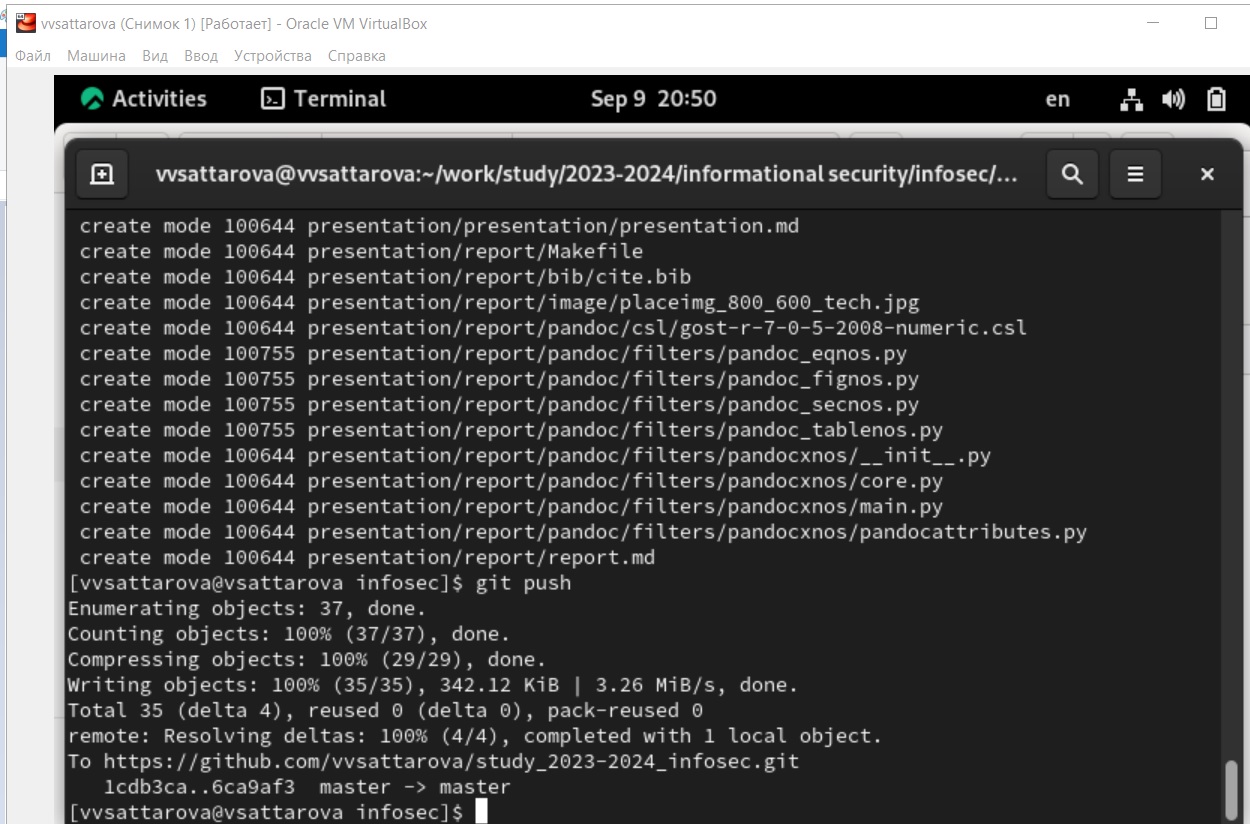 vvsattarova (Снимок 1) [Работает] - Oracle VM VirtualBox
Файл Машина Вид Ввод Устройства Справка
Activities Terminal Sep 9 20:50 en
vvsattarova@vvsattarova:~/work/study/2023-2024/informational security/infosec/...
create mode 100644 presentation/presentation/presentation.md
create mode 100644 presentation/report/Makefile
create mode 100644 presentation/report/bib/cite.bib
create mode 100644 presentation/report/image/placeimg_800_600_tech.jpg
create mode 100644 presentation/report/pandoc/csl/gost-r-7-0-5-2008-numeric.csl
create mode 100755 presentation/report/pandoc/filters/pandoc_eqnos.py
create mode 100755 presentation/report/pandoc/filters/pandoc_fignos.py
create mode 100755 presentation/report/pandoc/filters/pandoc_secnos.py
create mode 100755 presentation/report/pandoc/filters/pandoc_tablenos.py
create mode 100644 presentation/report/pandoc/filters/pandocxnos/__init__.py
create mode 100644 presentation/report/pandoc/filters/pandocxnos/core.py
create mode 100644 presentation/report/pandoc/filters/pandocxnos/main.py
create mode 100644 presentation/report/pandoc/filters/pandocxnos/pandocattributes.py
create mode 100644 presentation/report/report.md
[vvsattarova@vsattarova infosec]$ git push
Enumerating objects: 37, done.
Counting objects: 100% (37/37), done.
Compressing objects: 100% (29/29), done.
Writing objects: 100% (35/35), 342.12 KiB | 3.26 MiB/s, done.
Total 35 (delta 4), reused 0 (delta 0), pack-reused 0
remote: Resolving deltas: 100% (4/4), completed with 1 local object.
To https://github.com/vvsattarova/study_2023-2024_infosec.git
1cdb3ca..6ca9af3 master -> master
[vvsattarova@vsattarova infosec]$